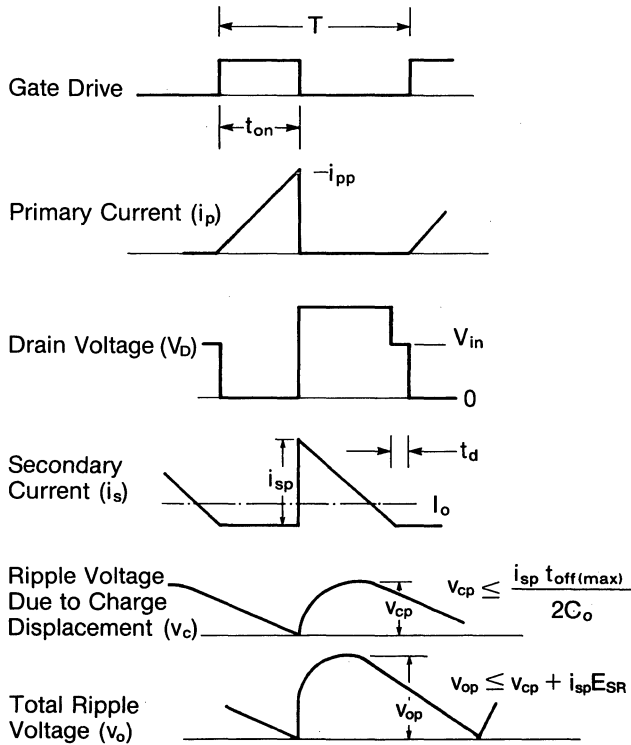 T
Gate Drive
t_on
Primary Current (i_p)
–i_pp
Drain Voltage (V_D)
V_in
0
t_d
Secondary
Current (i_s)
i_sp
I_o
Ripple Voltage
Due to Charge
Displacement (v_c)
v_cp
v_cp ≤ i_sp t_off(max) / 2C_o
Total Ripple
Voltage (v_o)
v_op
v_op ≤ v_cp + i_sp E_SR